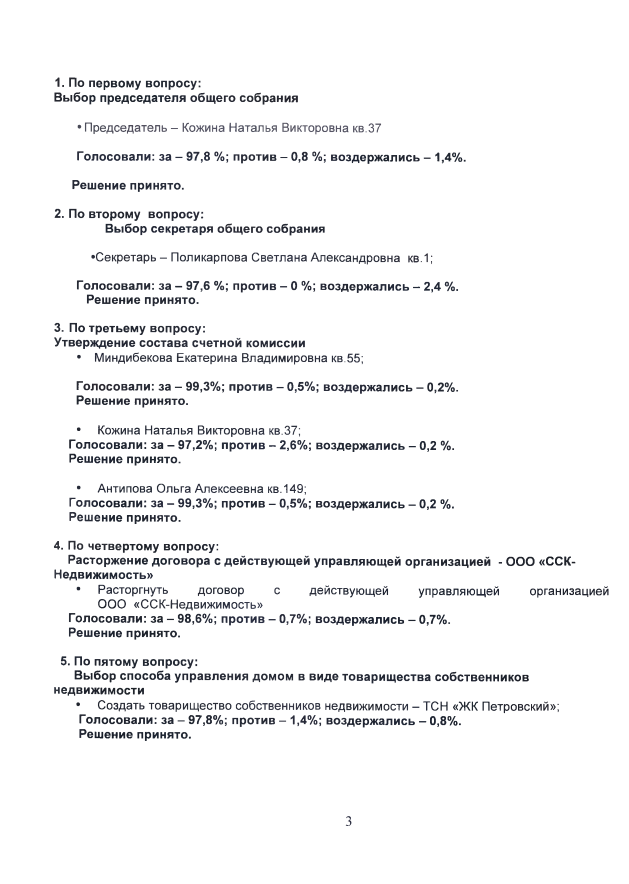 1. По первому вопросу:
Выбор председателя общего собрания
• Председатель – Кожина Наталья Викторовна кв.37
Голосовали: за – 97,8 %; против – 0,8 %; воздержались – 1,4%.
Решение принято.
2. По второму вопросу:
Выбор секретаря общего собрания
•Секретарь – Поликарпова Светлана Александровна кв.1;
Голосовали: за – 97,6 %; против – 0 %; воздержались – 2,4 %.
Решение принято.
3. По третьему вопросу:
Утверждение состава счетной комиссии
• Миндибекова Екатерина Владимировна кв.55;
Голосовали: за – 99,3%; против – 0,5%; воздержались – 0,2%.
Решение принято.
• Кожина Наталья Викторовна кв.37;
Голосовали: за – 97,2%; против – 2,6%; воздержались – 0,2 %.
Решение принято.
• Антипова Ольга Алексеевна кв.149;
Голосовали: за – 99,3%; против – 0,5%; воздержались – 0,2 %.
Решение принято.
4. По четвертому вопросу:
Расторжение договора с действующей управляющей организацией - ООО «ССК-
Недвижимость»
• Расторгнуть договор с действующей управляющей организацией
ООО «ССК-Недвижимость»
Голосовали: за – 98,6%; против – 0,7%; воздержались – 0,7%.
Решение принято.
5. По пятому вопросу:
Выбор способа управления домом в виде товарищества собственников
недвижимости
• Создать товарищество собственников недвижимости – ТСН «ЖК Петровский»;
Голосовали: за – 97,8%; против – 1,4%; воздержались – 0,8%.
Решение принято.
3